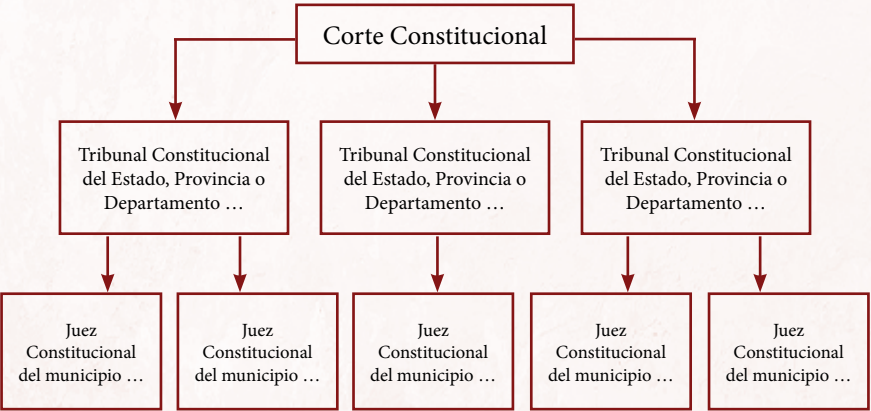 Corte Constitucional
Tribunal Constitucional
del Estado, Provincia o
Departamento …
Tribunal Constitucional
del Estado, Provincia o
Departamento …
Tribunal Constitucional
del Estado, Provincia o
Departamento …
Juez
Constitucional
del municipio …
Juez
Constitucional
del municipio …
Juez
Constitucional
del municipio …
Juez
Constitucional
del municipio …
Juez
Constitucional
del municipio …